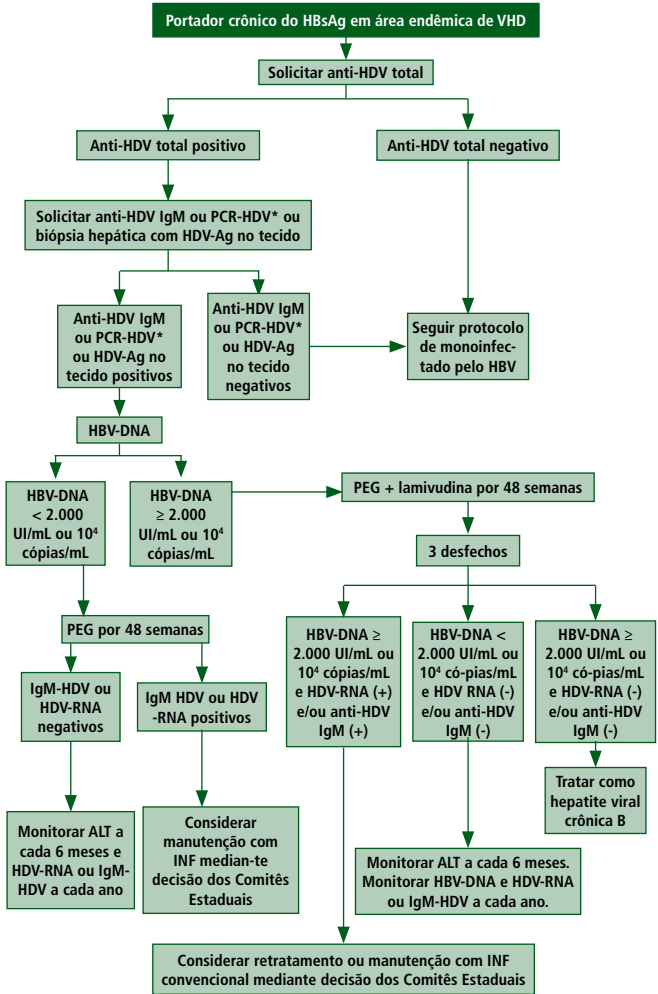 Portador crônico do HBsAg em área endêmica de VHD
Solicitar anti-HDV total
Anti-HDV total positivo
Anti-HDV total negativo
Solicitar anti-HDV IgM ou PCR-HDV* ou
biópsia hepática com HDV-Ag no tecido
Anti-HDV IgM
ou PCR-HDV*
ou HDV-Ag no
tecido positivos
Anti-HDV IgM
ou PCR-HDV*
ou HDV-Ag
no tecido
negativos
Seguir protocolo
de monoinfec-
tado pelo HBV
HBV-DNA
HBV-DNA
< 2.000
UI/mL ou 10⁴
cópias/mL
HBV-DNA
≥ 2.000
UI/mL ou 10⁴
cópias/mL
PEG + lamivudina por 48 semanas
3 desfechos
PEG por 48 semanas
IgM-HDV ou
HDV-RNA
negativos
IgM HDV ou HDV
-RNA positivos
HBV-DNA ≥
2.000 UI/mL ou
10⁴ cópias/mL
e HDV-RNA (+)
e/ou anti-HDV
IgM (+)
HBV-DNA <
2.000 UI/mL ou
10⁴ có-pias/mL
e HDV RNA (-)
e/ou anti-HDV
IgM (-)
HBV-DNA ≥
2.000 UI/mL ou
10⁴ có-pias/mL
e HDV-RNA (-)
e/ou anti-HDV
IgM (-)
Tratar como
hepatite viral
crônica B
Monitorar ALT a
cada 6 meses e
HDV-RNA ou IgM-
HDV a cada ano
Considerar
manutenção com
INF median-te
decisão dos Comitês
Estaduais
Monitorar ALT a cada 6 meses.
Monitorar HBV-DNA e HDV-RNA
ou IgM-HDV a cada ano.
Considerar retratamento ou manutenção com INF
convencional mediante decisão dos Comitês Estaduais